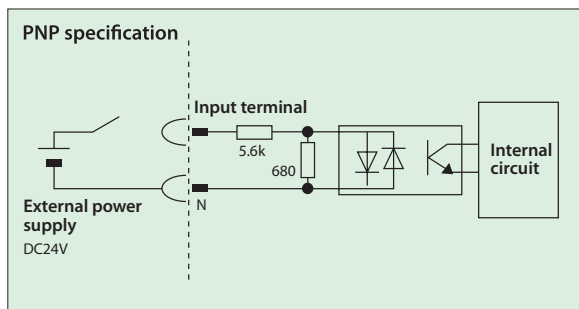 PNP specification
Input terminal
5.6k
680
Internal
circuit
N
External power
supply
DC24V